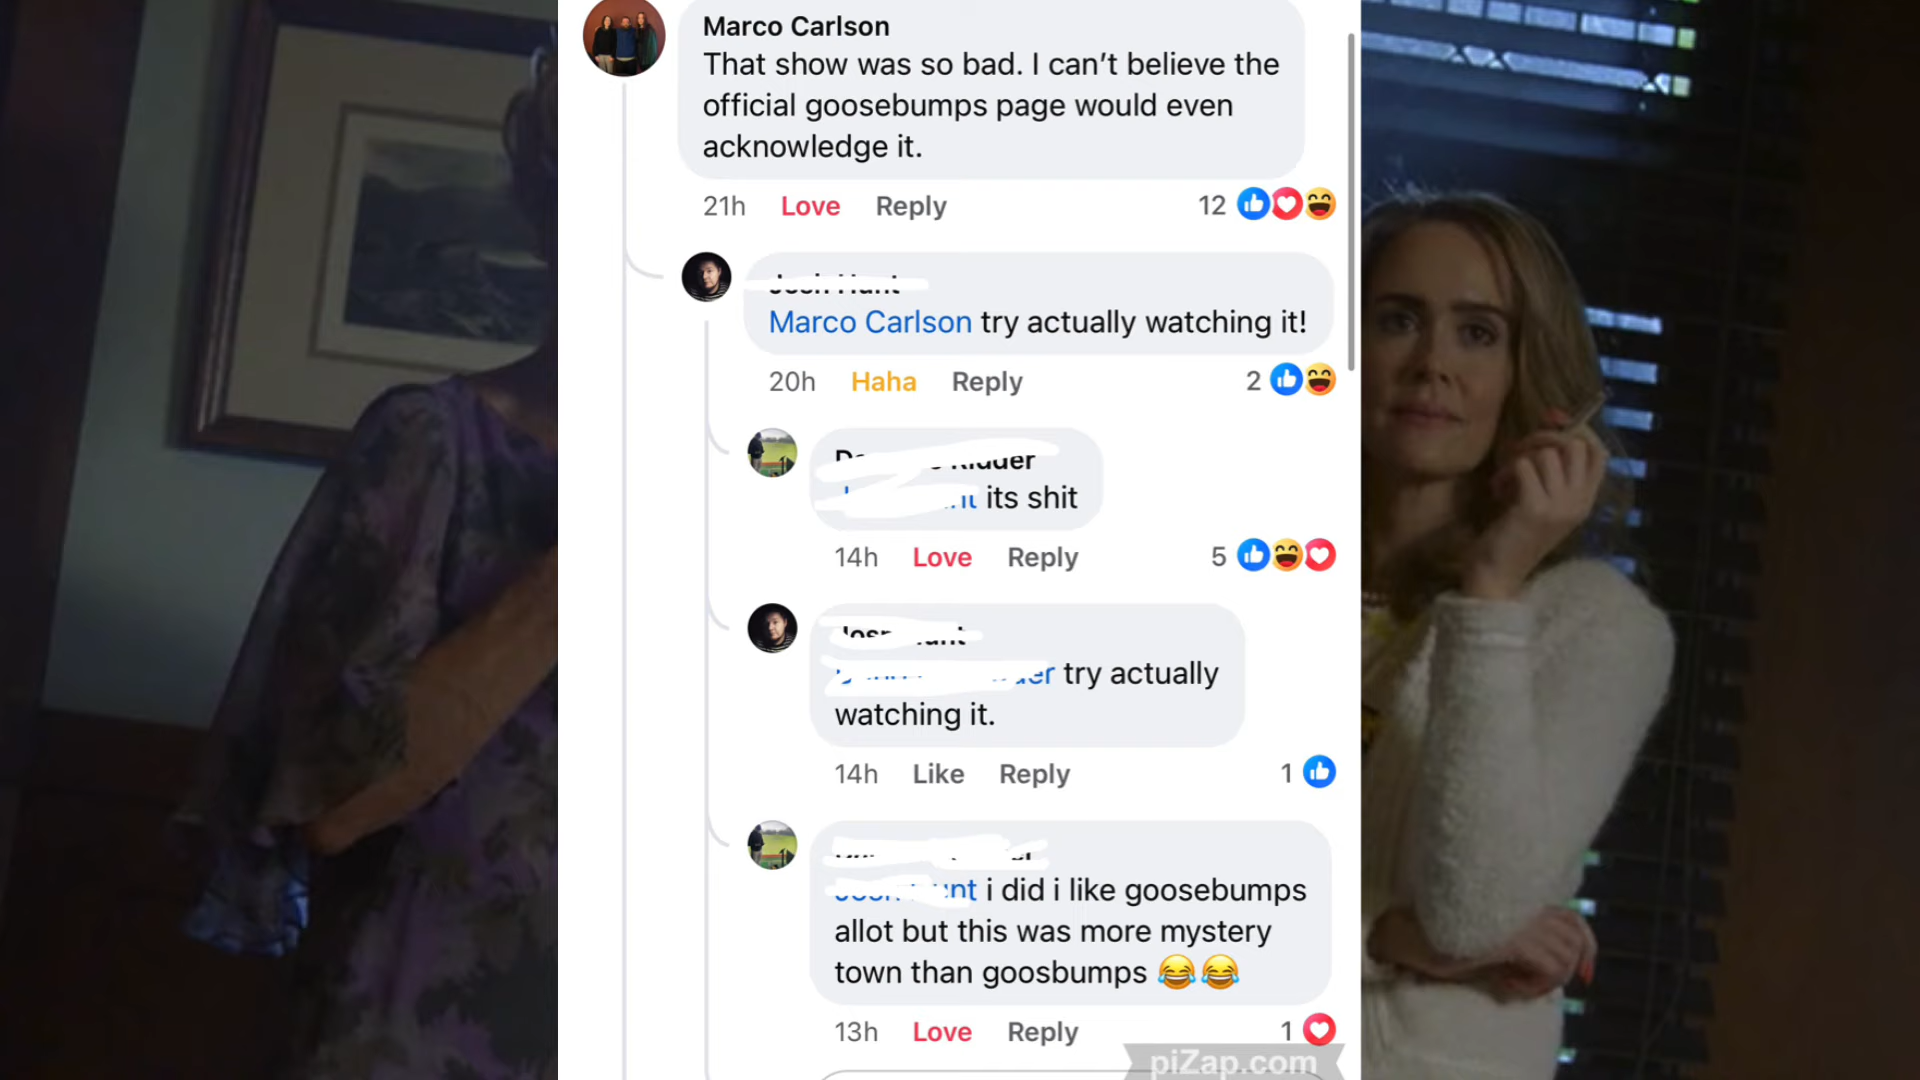 Marco Carlson
That show was so bad. I can’t believe the
official goosebumps page would even
acknowledge it.
21h Love Reply 12
Marco Carlson try actually watching it!
20h Haha Reply 2
its shit
14h Love Reply 5
try actually
watching it.
14h Like Reply 1
i did i like goosebumps
allot but this was more mystery
town than goosbumps 😂😂
13h Love Reply 1
piZap.com